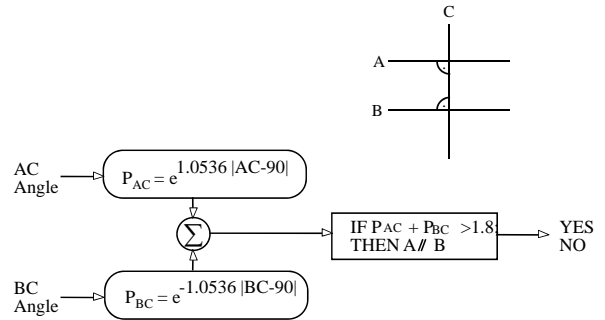 C
A
B
AC
Angle
P_AC = e^1.0536 |AC-90|
Σ
IF P_AC + P_BC >1.8
THEN A // B
YES
NO
BC
Angle
P_BC = e^-1.0536 |BC-90|